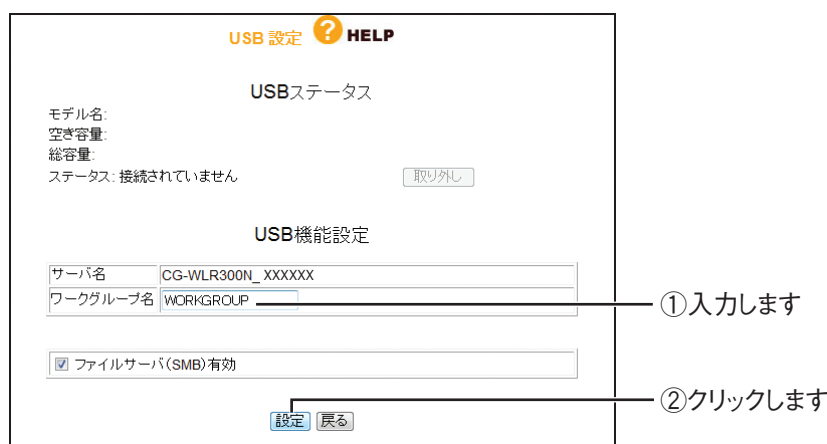 USB 設定 ? HELP
USBステータス
モデル名:
空き容量:
総容量:
ステータス: 接続されていません 取り外し
USB機能設定
サーバ名 CG-WLR300N_ XXXXXX
ワークグループ名 WORKGROUP
①入力します
ファイルサーバ(SMB)有効
設定 戻る
②クリックします